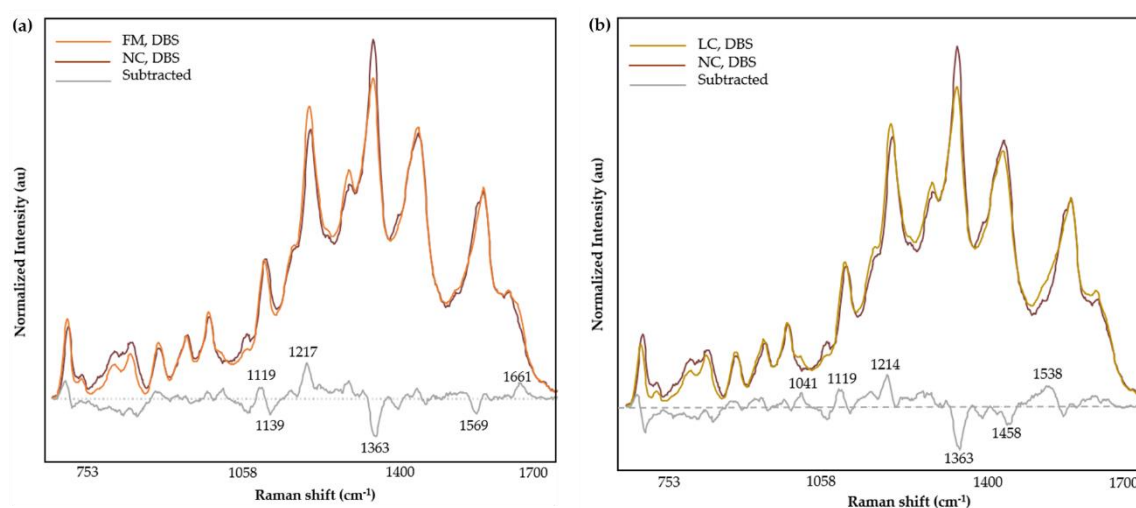 (a)
FM, DBS
NC, DBS
Subtracted
Normalized Intensity (au)
1217
1119
1661
1139
1569
1363
753
1058
1400
1700
Raman shift (cm⁻¹)
(b)
LC, DBS
NC, DBS
Subtracted
Normalized Intensity (au)
1214
1538
1041
1119
1458
1363
753
1058
1400
1700
Raman shift (cm⁻¹)